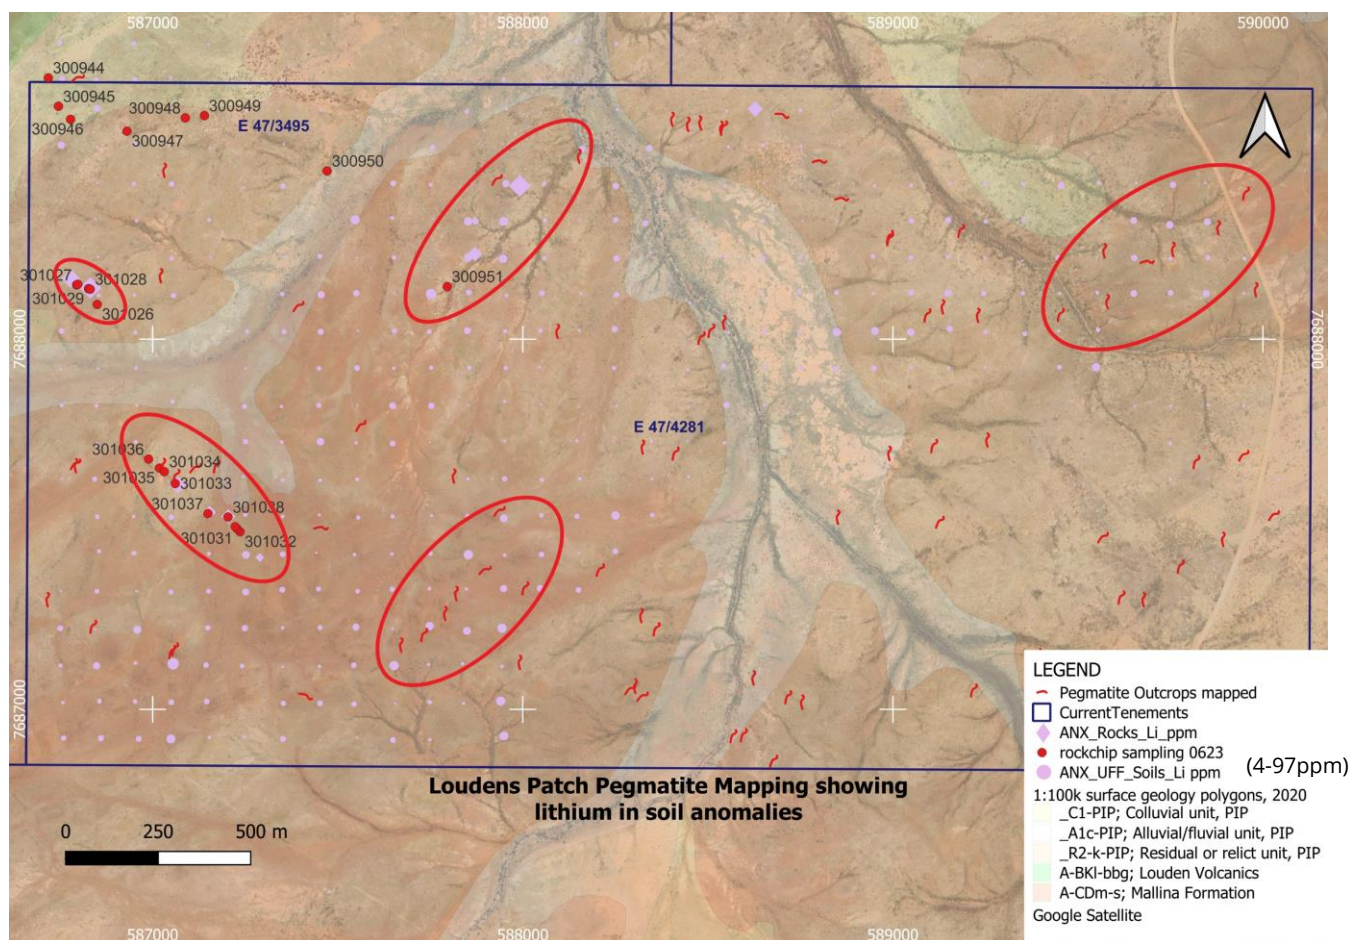 587000
588000
589000
590000
300944
300945
300948
300949
300946
E 47/3495
300947
300950
301027
301028
300951
301029
301026
7688000
7688000
E 47/4281
301036
301034
301035
301033
301037
301038
301031
301032
7687000
LEGEND
Pegmatite Outcrops mapped
CurrentTenements
ANX_Rocks_Li_ppm
rockchip sampling 0623
ANX_UFF_Soils_Li ppm (4-97ppm)
1:100k surface geology polygons, 2020
_C1-PIP; Colluvial unit, PIP
_A1c-PIP; Alluvial/fluvial unit, PIP
_R2-k-PIP; Residual or relict unit, PIP
A-BKl-bbg; Louden Volcanics
A-CDm-s; Mallina Formation
Google Satellite
Loudens Patch Pegmatite Mapping showing
lithium in soil anomalies
0 250 500 m
587000
588000
589000